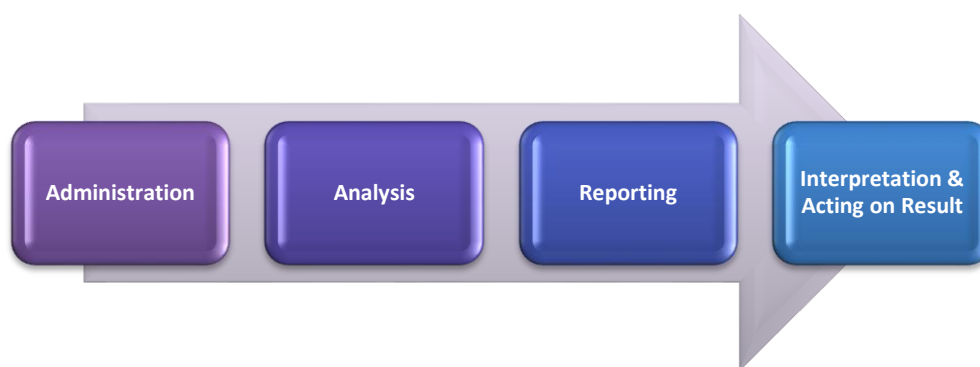 Administration
Analysis
Reporting
Interpretation &
Acting on Result